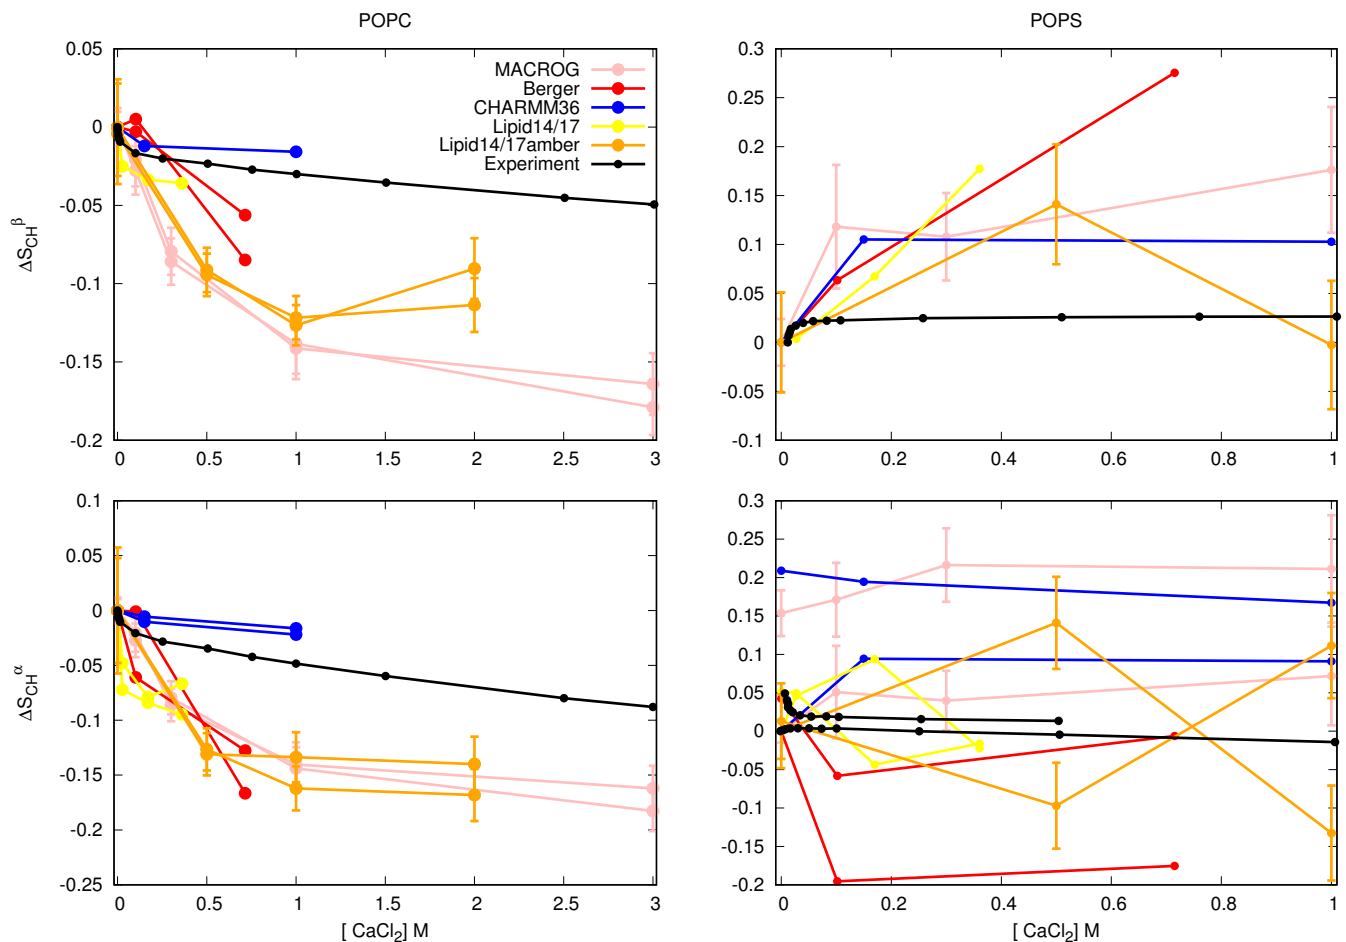 POPC
POPS
0.05
0
-0.05
-0.1
-0.15
-0.2
ΔS_CH^β
MACROG
Berger
CHARMM36
Lipid14/17
Lipid14/17amber
Experiment
0 0.5 1 1.5 2 2.5 3
0.3
0.25
0.2
0.15
0.1
0.05
0
-0.05
-0.1
0 0.2 0.4 0.6 0.8 1
0.1
0.05
0
-0.05
-0.1
-0.15
-0.2
-0.25
ΔS_CH^α
0 0.5 1 1.5 2 2.5 3
[ CaCl₂] M
0.3
0.25
0.2
0.15
0.1
0.05
0
-0.05
-0.1
-0.15
-0.2
0 0.2 0.4 0.6 0.8 1
[ CaCl₂] M